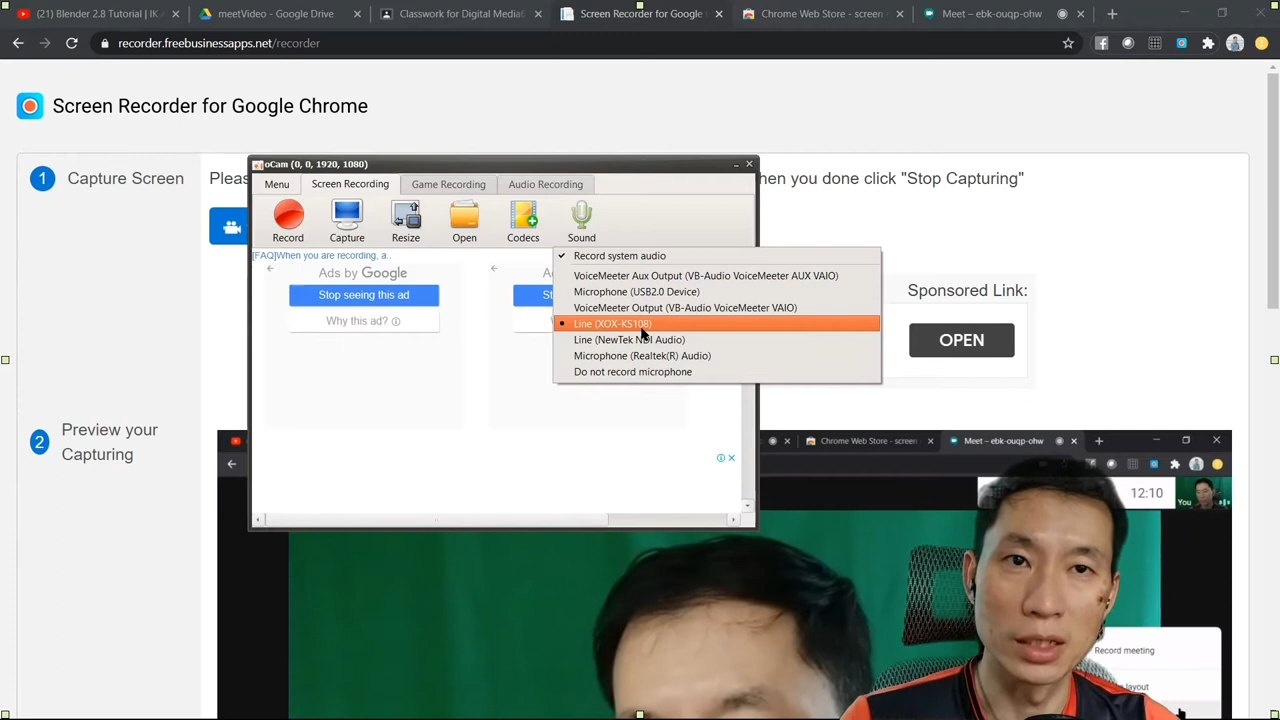 (21) Blender 2.8 Tutorial | IK A
meetVideo - Google Drive
Classwork for Digital Media
Screen Recorder for Google
Chrome Web Store - screen
Meet – ebk-ouqp-ohw
recorder.freebusinessapps.net/recorder
Screen Recorder for Google Chrome
1 Capture Screen
hen you done click "Stop Capturing"
oCam (0, 0, 1920, 1080)
Menu
Screen Recording
Game Recording
Audio Recording
Record
Capture
Resize
Open
Codecs
Sound
[FAQ]When you are recording, a..
Ads by Google
Stop seeing this ad
Why this ad?
Record system audio
VoiceMeeter Aux Output (VB-Audio VoiceMeeter AUX VAIO)
Microphone (USB2.0 Device)
VoiceMeeter Output (VB-Audio VoiceMeeter VAIO)
Line (XOX-KS108)
Line (NewTek NDI Audio)
Microphone (Realtek(R) Audio)
Do not record microphone
Sponsored Link:
OPEN
2 Preview your
Capturing
Chrome Web Store - screen
Meet – ebk-ouqp-ohw
12:10
You
Record meeting
layout